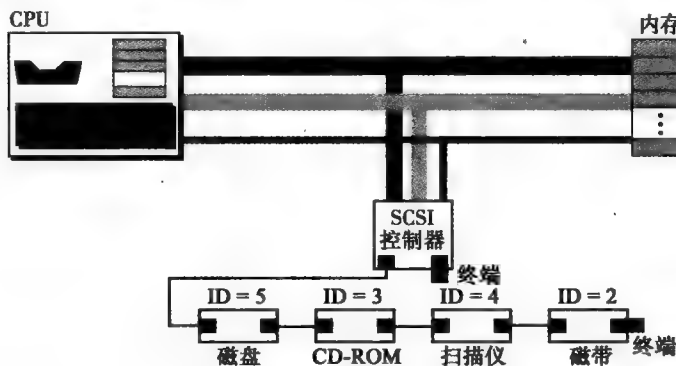 CPU
内存
SCSI
控制器
终端
ID = 5
ID = 3
ID = 4
ID = 2
磁盘
CD-ROM
扫描仪
磁带
终端